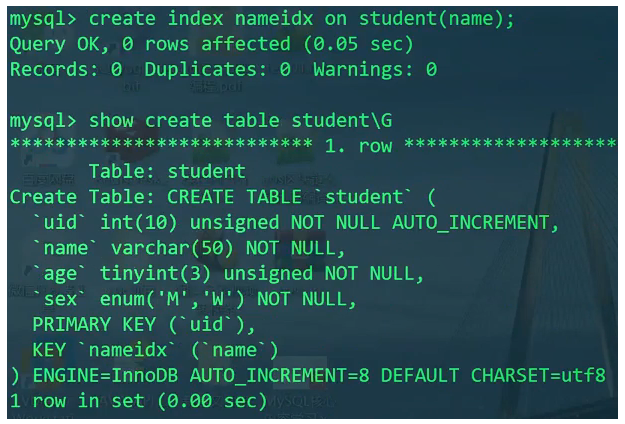 mysql> create index nameidx on student(name);
Query OK, 0 rows affected (0.05 sec)
Records: 0  Duplicates: 0  Warnings: 0
mysql> show create table student\G
*************************** 1. row *******************
       Table: student
Create Table: CREATE TABLE `student` (
  `uid` int(10) unsigned NOT NULL AUTO_INCREMENT,
  `name` varchar(50) NOT NULL,
  `age` tinyint(3) unsigned NOT NULL,
  `sex` enum('M','W') NOT NULL,
  PRIMARY KEY (`uid`),
  KEY `nameidx` (`name`)
) ENGINE=InnoDB AUTO_INCREMENT=8 DEFAULT CHARSET=utf8
1 row in set (0.00 sec)